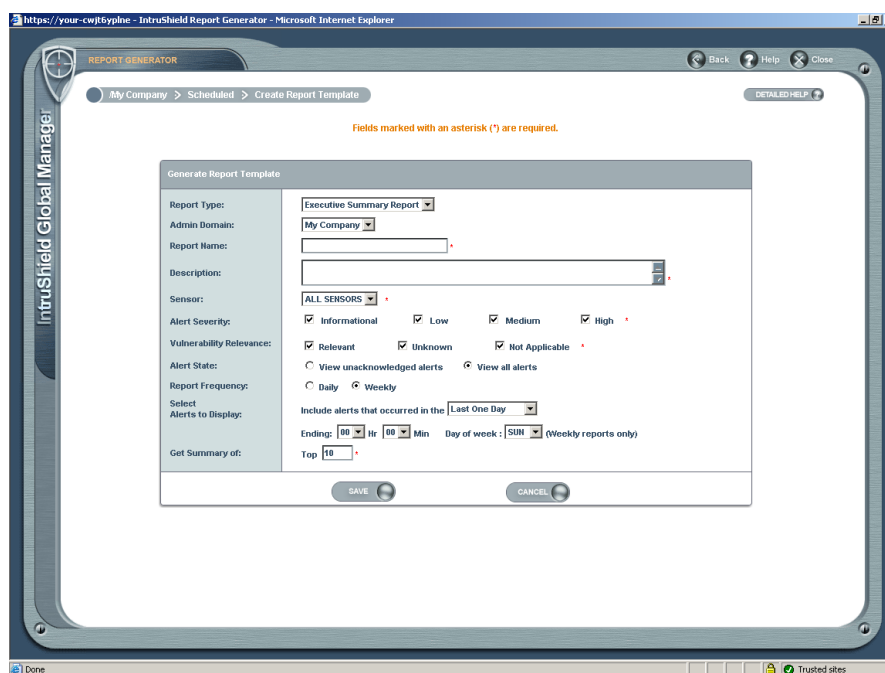 https://your-cwjt6yplne - IntruShield Report Generator - Microsoft Internet Explorer
REPORT GENERATOR
Back
Help
Close
/My Company > Scheduled > Create Report Template
DETAILED HELP
IntruShield Global Manager
Fields marked with an asterisk (*) are required.
Generate Report Template
Report Type: Executive Summary Report
Admin Domain: My Company
Report Name: *
Description: *
Sensor: ALL SENSORS *
Alert Severity: Informational Low Medium High *
Vulnerability Relevance: Relevant Unknown Not Applicable *
Alert State: View unacknowledged alerts View all alerts
Report Frequency: Daily Weekly
Select
Alerts to Display: Include alerts that occurred in the Last One Day
Ending: 00 Hr 00 Min Day of week : SUN (Weekly reports only)
Get Summary of: Top 10 *
SAVE
CANCEL
Done
Trusted sites